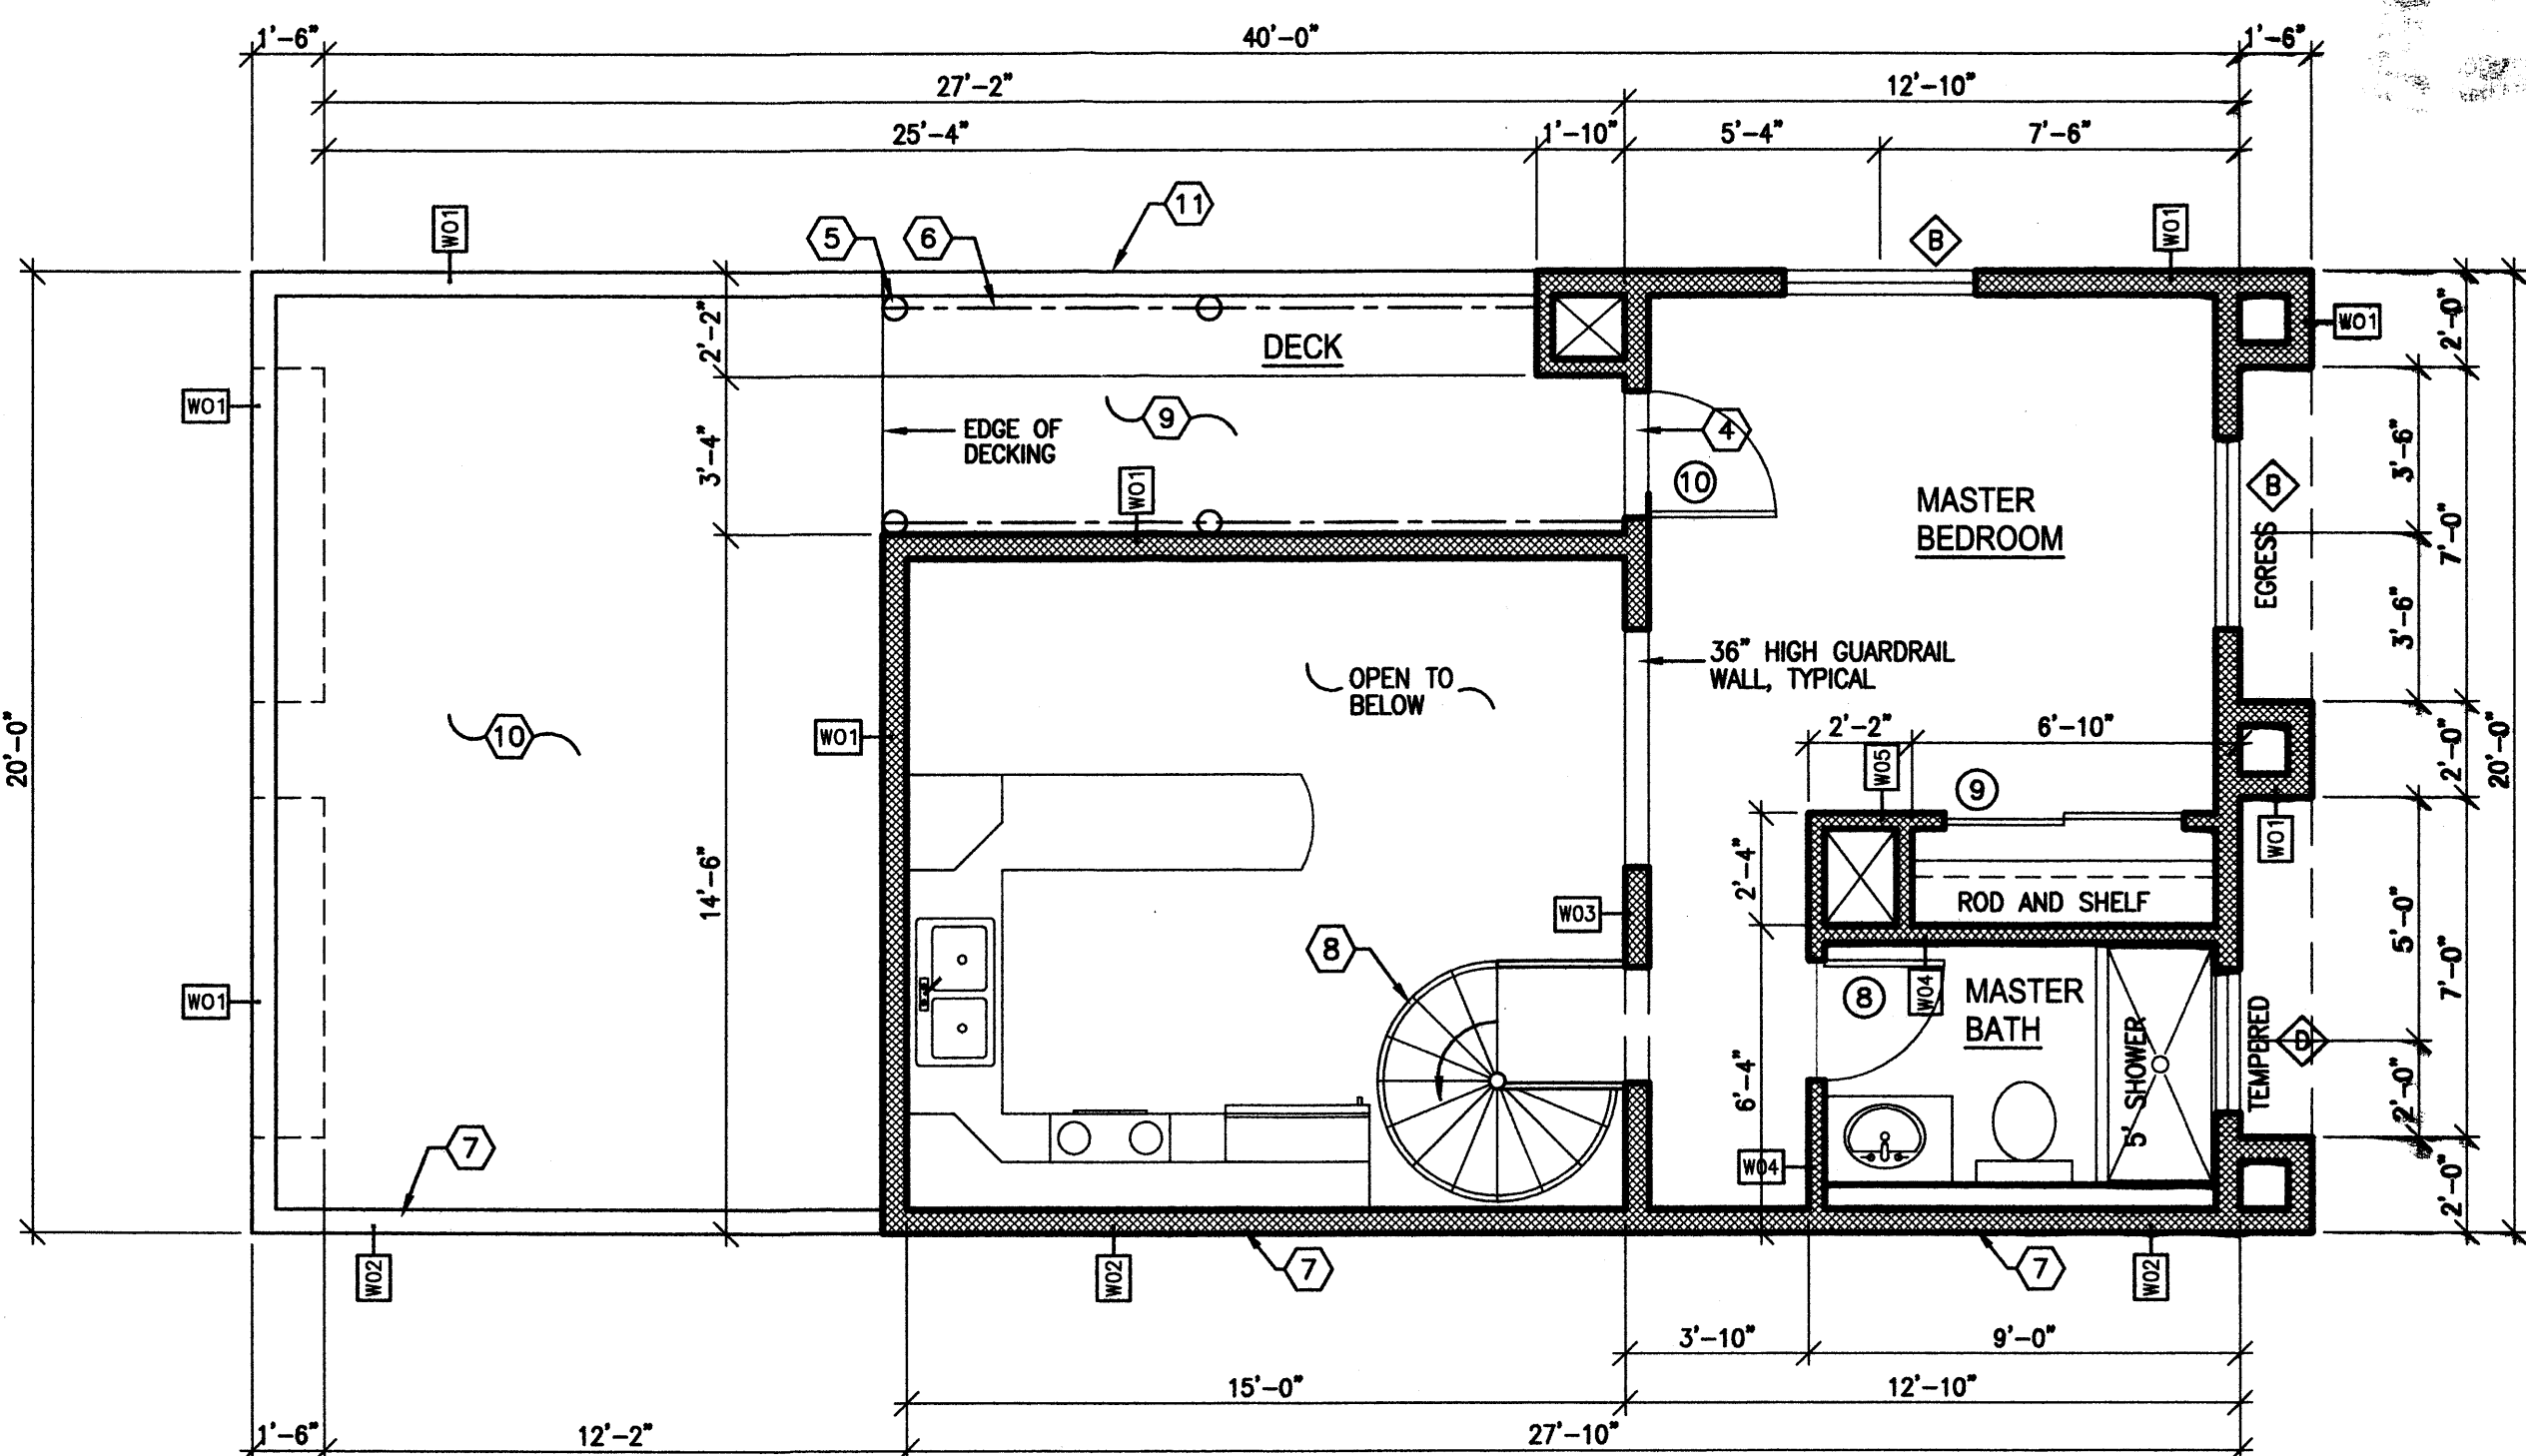 1'-6" 40'-0" 1'-6"
27'-2" 12'-10"
25'-4" 1'-10" 5'-4" 7'-6"
11
5 6 B
W01 W01
2'-2" 2'-0"
W01
DECK
W01
9 4
EDGE OF
DECKING
3'-4" 3'-6"
10
B
W01
MASTER
BEDROOM
7'-0"
EGRESS
3'-6"
36" HIGH GUARDRAIL
WALL, TYPICAL
OPEN TO
BELOW
20'-0"
10
W01
2'-2" 6'-10"
W05
2'-0" 20'-0"
9
W01
14'-6"
2'-4"
ROD AND SHELF
5'-0"
W03
8
W01
8
W04
MASTER
BATH
7'-0"
5' SHOWER
TEMPERED
D
2'-0"
6'-4"
7
W04
2'-0"
W02 W02 7 7 W02
3'-10" 9'-0"
15'-0" 12'-10"
1'-6" 12'-2" 27'-10"